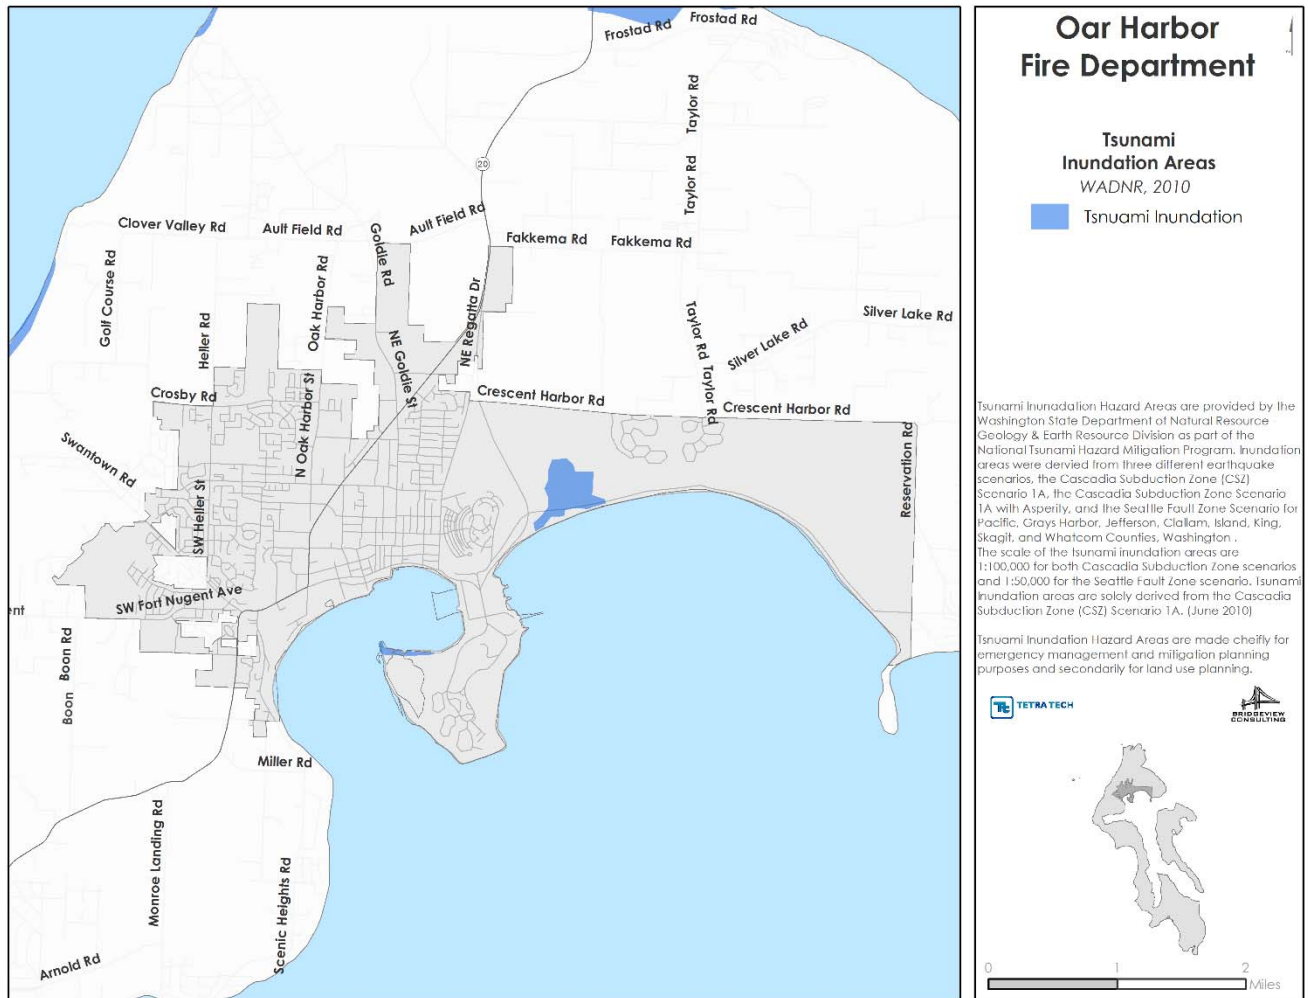 Frostad Rd
Frostad Rd
Taylor Rd
20
Taylor Rd
Clover Valley Rd
Ault Field Rd
Goldie Rd
Ault Field Rd
Fakkema Rd
Fakkema Rd
Golf Course Rd
Oak Harbor Rd
NE Regatta Dr
Heller Rd
Taylor Rd
Silver Lake Rd
Silver Lake Rd
NE Goldie St
Taylor Rd
Crosby Rd
N Oak Harbor St
Crescent Harbor Rd
Crescent Harbor Rd
Swantown Rd
Reservation Rd
SW Heller St
SW Fort Nugent Ave
ent
Boon Rd
Boon
Miller Rd
Monroe Landing Rd
Scenic Heights Rd
Arnold Rd
Oar Harbor
Fire Department
Tsunami
Inundation Areas
WADNR, 2010
Tsnuami Inundation
Tsunami Inunadation Hazard Areas are provided by the
Washington State Department of Natural Resource
Geology & Earth Resource Division as part of the
National Tsunami Hazard Mitigation Program. Inundation
areas were dervied from three different earthquake
scenarios, the Cascadia Subduction Zone (CSZ)
Scenario 1A, the Cascadia Subduction Zone Scenario
1A with Asperity, and the Seattle Fault Zone Scenario for
Pacific, Grays Harbor, Jefferson, Clallam, Island, King,
Skagit, and Whatcom Counties, Washington .
The scale of the tsunami inundation areas are
1:100,000 for both Cascadia Subduction Zone scenarios
and 1:50,000 for the Seattle Fault Zone scenario. Tsunami
Inundation areas are solely derived from the Cascadia
Subduction Zone (CSZ) Scenario 1A. (June 2010)
Tsnuami Inundation Hazard Areas are made cheifly for
emergency management and mitigation planning
purposes and secondarily for land use planning.
TETRA TECH
BRIDGEVIEW
CONSULTING
0
1
2
Miles